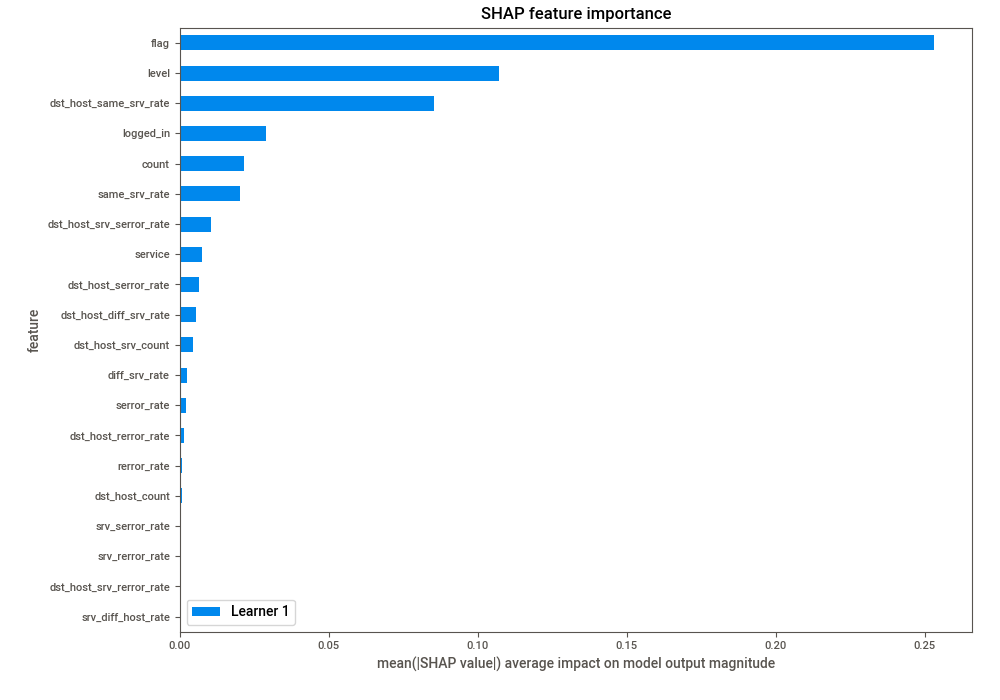 SHAP feature importance
flag
level
dst_host_same_srv_rate
logged_in
count
same_srv_rate
dst_host_srv_serror_rate
service
dst_host_serror_rate
dst_host_diff_srv_rate
dst_host_srv_count
diff_srv_rate
serror_rate
dst_host_rerror_rate
rerror_rate
dst_host_count
srv_serror_rate
srv_rerror_rate
dst_host_srv_rerror_rate
srv_diff_host_rate
feature
Learner 1
0.00 0.05 0.10 0.15 0.20 0.25
mean(|SHAP value|) average impact on model output magnitude